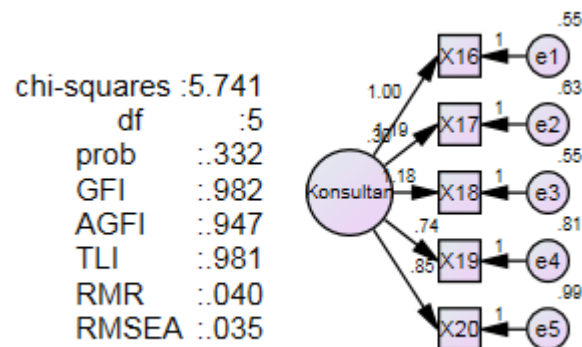 chi-squares :5.741
df :5
prob :.332
GFI :.982
AGFI :.947
TLI :.981
RMR :.040
RMSEA :.035
.55
X16 1 e1
1.00
.63
X17 1 e2
1.19
.55
Konsultan
1.18
X18 1 e3
.81
.74
X19 1 e4
.85
.99
X20 1 e5